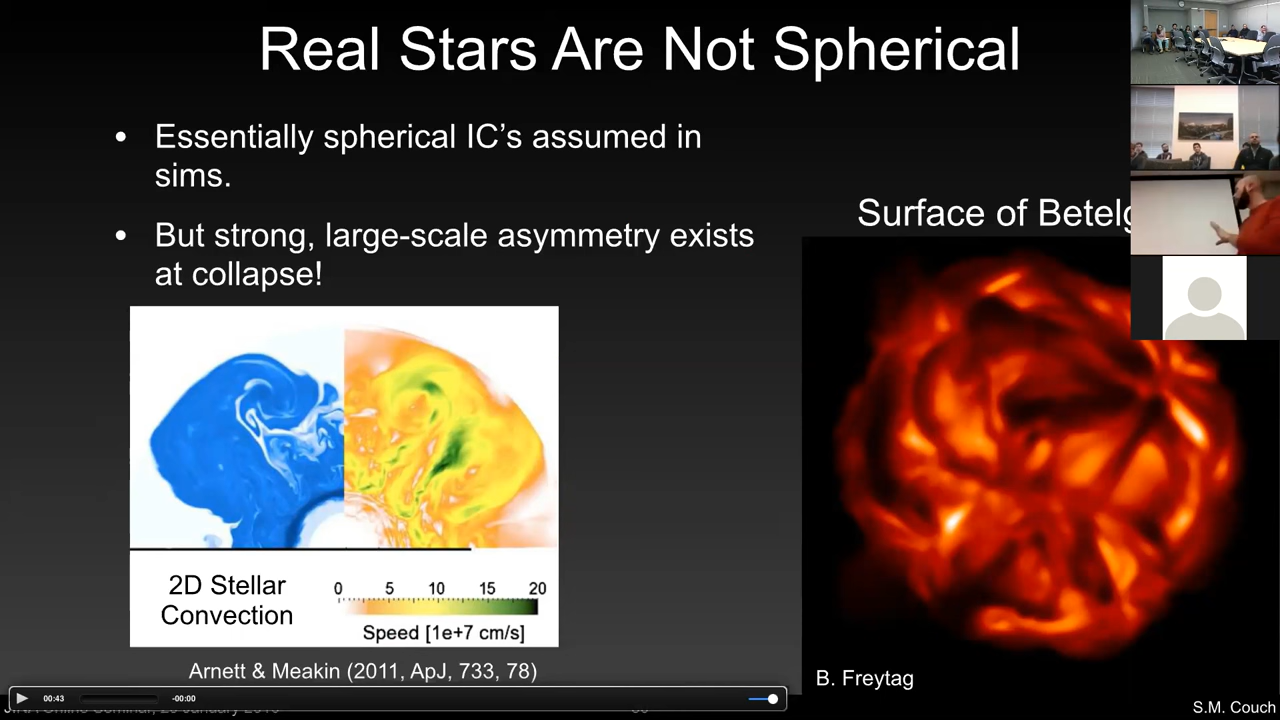 Real Stars Are Not Spherical
• Essentially spherical IC's assumed in
sims.
• But strong, large-scale asymmetry exists
at collapse!
Surface of
2D Stellar
Convection
0 5 10 15 20
Speed [1e+7 cm/s]
Arnett & Meakin (2011, ApJ, 733, 78)
B. Freytag
00:43
-00:00
S.M. Couch